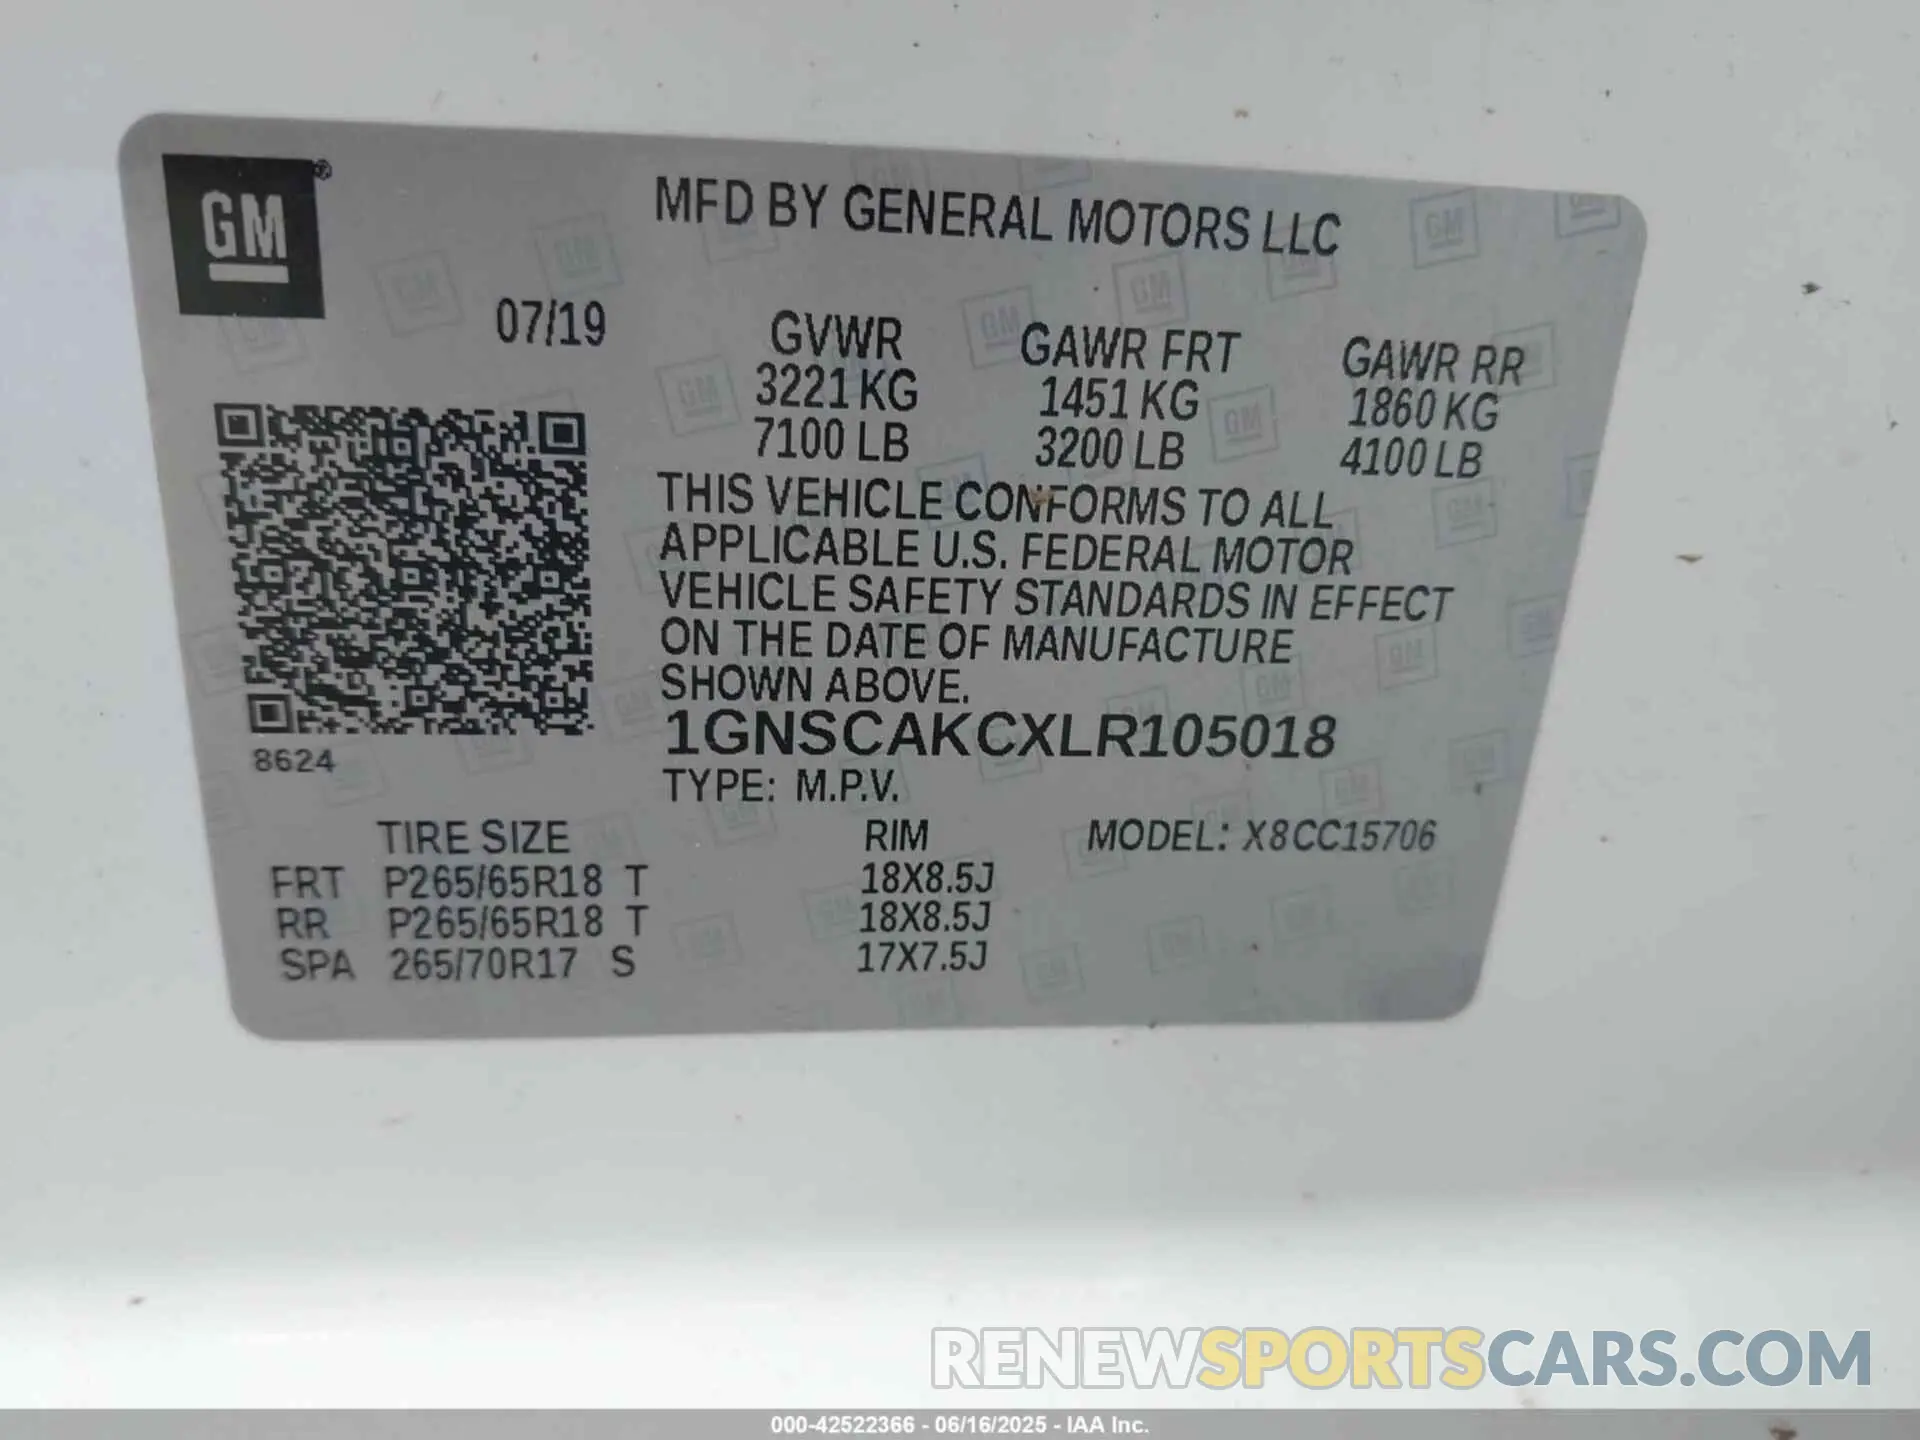 GM ®
MFD BY GENERAL MOTORS LLC
07/19
GVWR GAWR FRT GAWR RR
3221 KG 1451 KG 1860 KG
7100 LB 3200 LB 4100 LB
THIS VEHICLE CONFORMS TO ALL
APPLICABLE U.S. FEDERAL MOTOR
VEHICLE SAFETY STANDARDS IN EFFECT
ON THE DATE OF MANUFACTURE
SHOWN ABOVE.
1GNSCAKCXLR105018
8624
TYPE: M.P.V.
TIRE SIZE RIM MODEL: X8CC15706
FRT P265/65R18 T 18X8.5J
RR P265/65R18 T 18X8.5J
SPA 265/70R17 S 17X7.5J
RENEWSPORTSCARS.COM
000-42522366 - 06/16/2025 - IAA Inc.